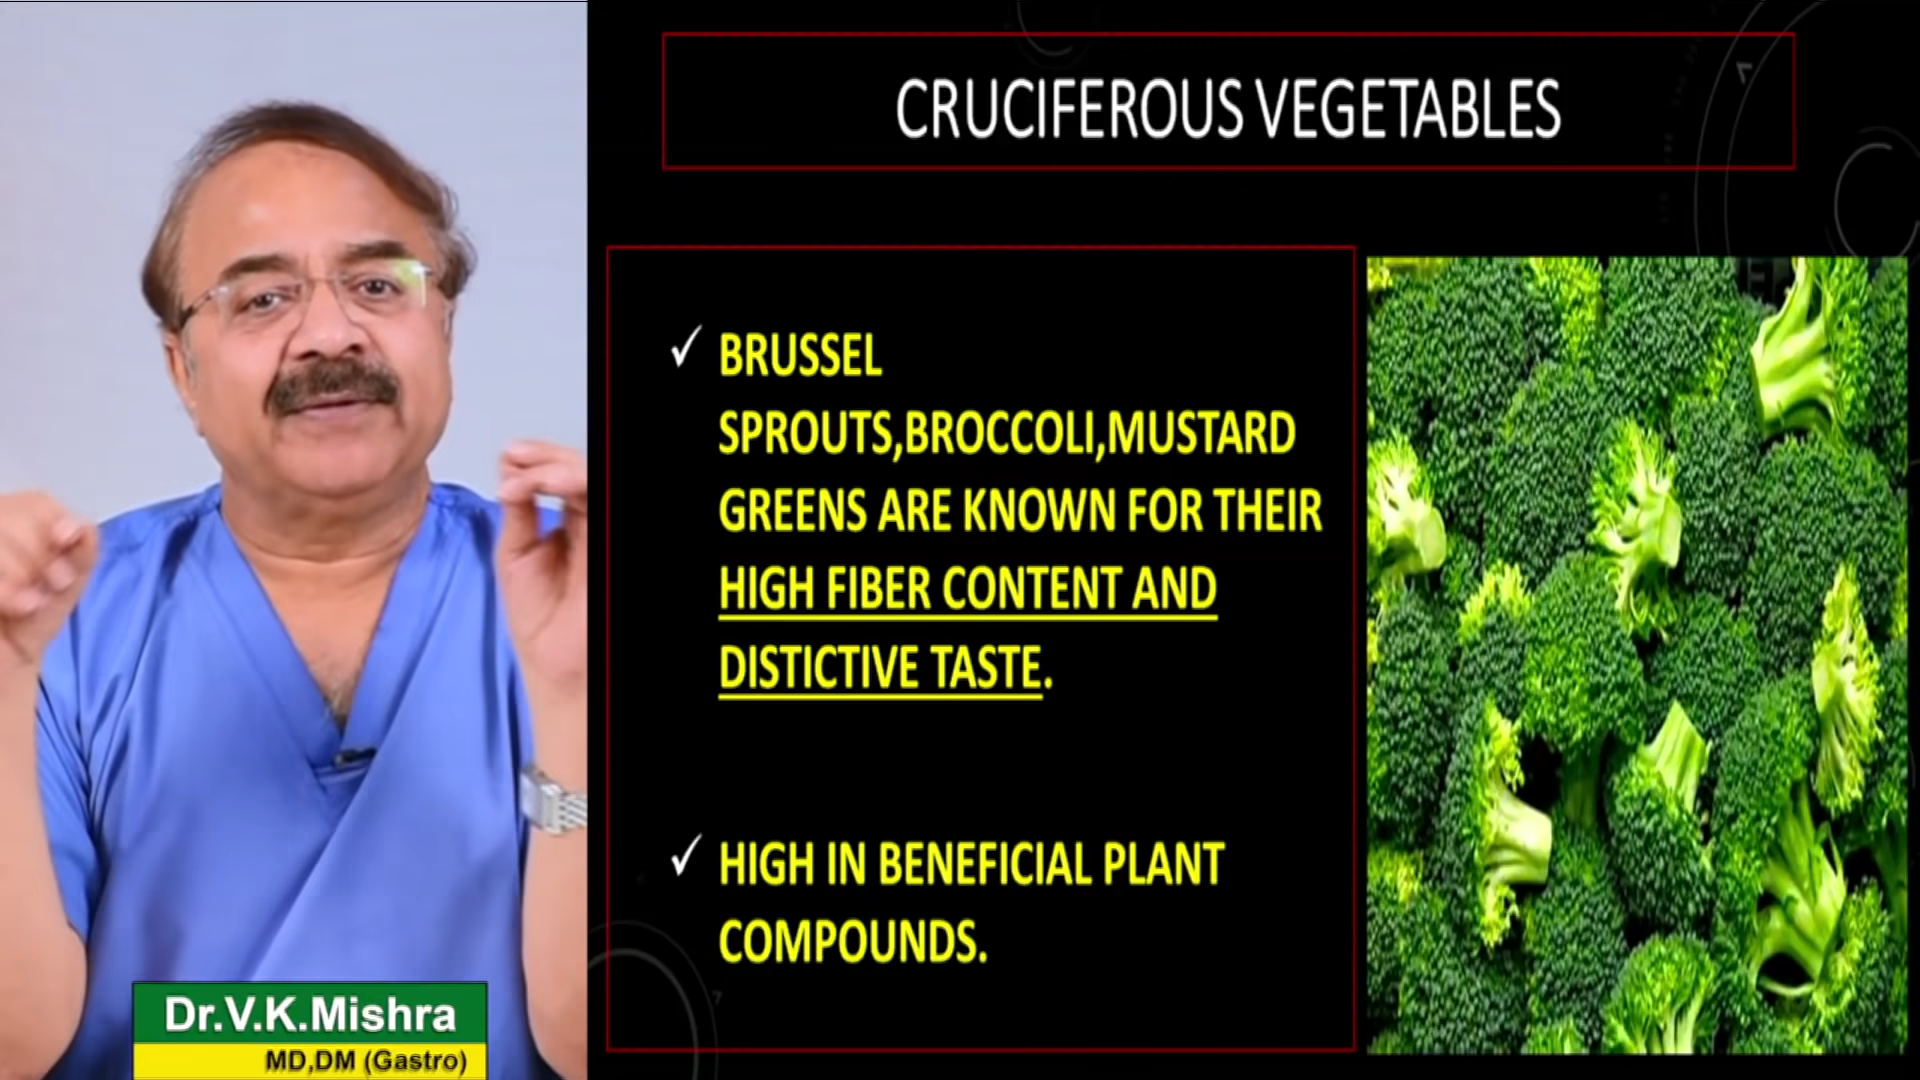 CRUCIFEROUS VEGETABLES
✓ BRUSSEL
SPROUTS,BROCCOLI,MUSTARD
GREENS ARE KNOWN FOR THEIR
HIGH FIBER CONTENT AND
DISTICTIVE TASTE.
✓ HIGH IN BENEFICIAL PLANT
COMPOUNDS.
Dr.V.K.Mishra
MD,DM (Gastro)